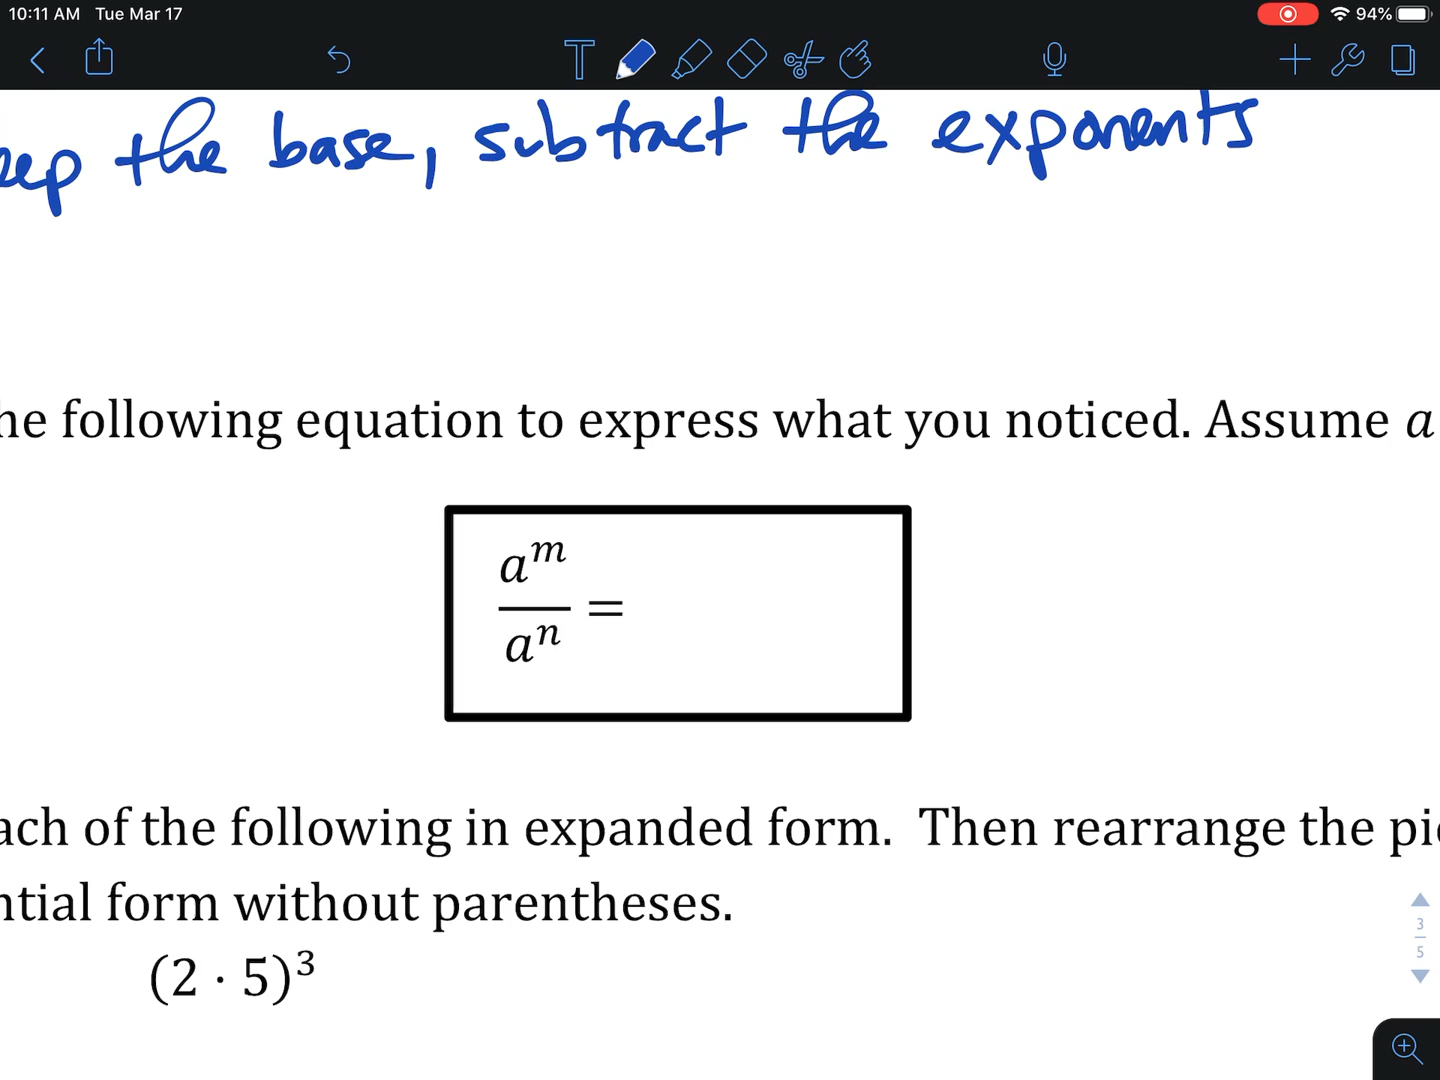 10:11 AM Tue Mar 17 94%
T
eep the base, subtract the exponents
he following equation to express what you noticed. Assume a
a^m
— =
a^n
ach of the following in expanded form. Then rearrange the pie
ntial form without parentheses.
(2 · 5)³
3
5